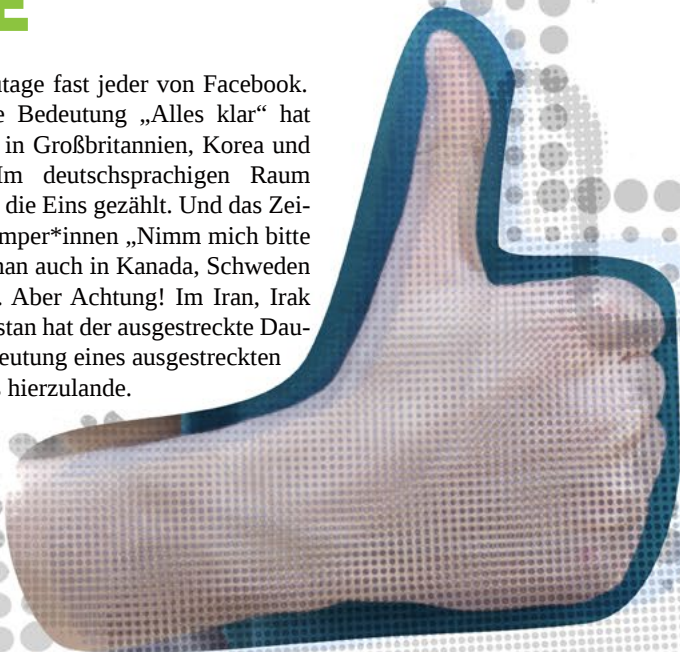 E
utage fast jeder von Facebook.
e Bedeutung „Alles klar“ hat
in Großbritannien, Korea und
Im deutschsprachigen Raum
die Eins gezählt. Und das Zei-
mper*innen „Nimm mich bitte
man auch in Kanada, Schweden
. Aber Achtung! Im Iran, Irak
stan hat der ausgestreckte Dau-
eutung eines ausgestreckten
s hierzulande.